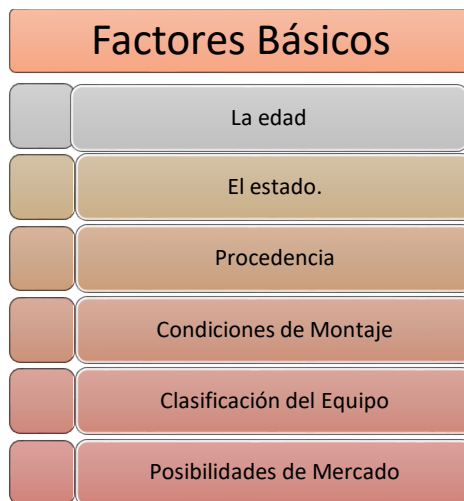 Factores Básicos
La edad
El estado.
Procedencia
Condiciones de Montaje
Clasificación del Equipo
Posibilidades de Mercado